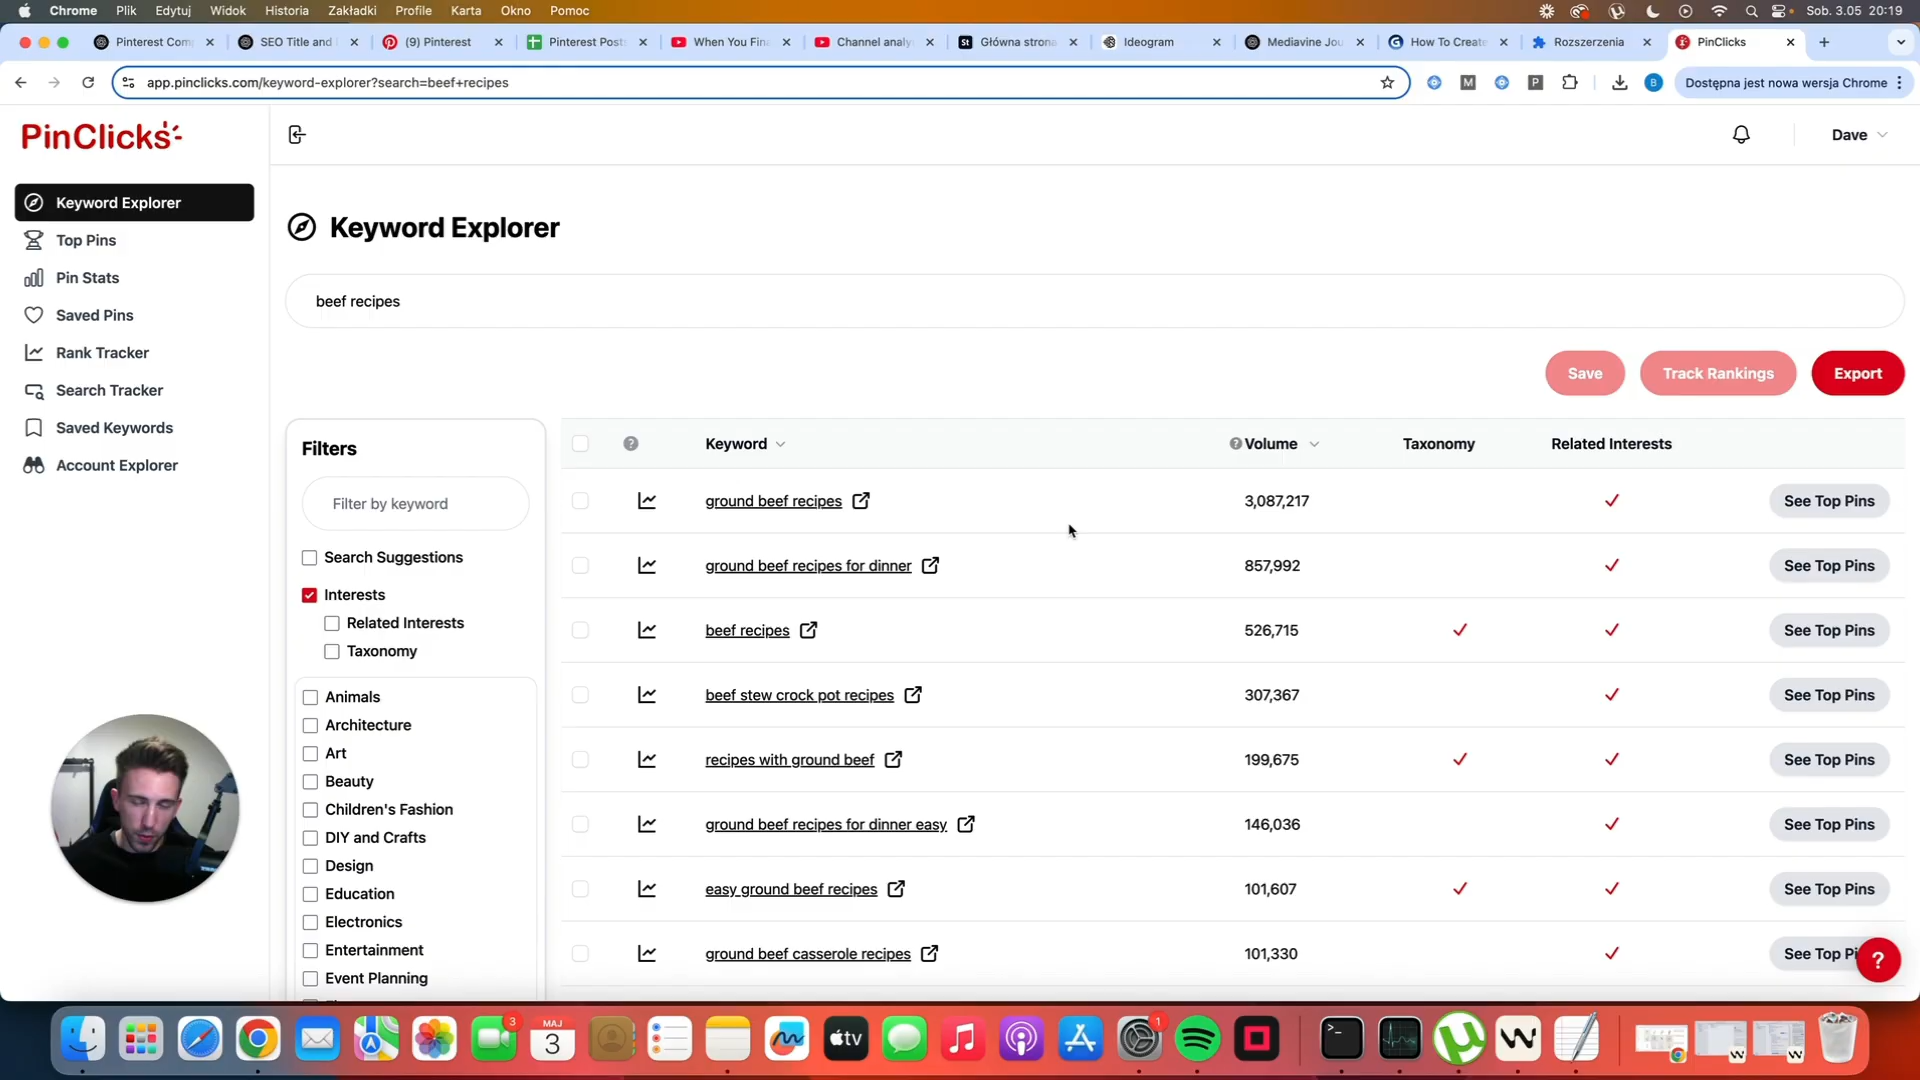 Chrome Plik Edytuj Widok Historia Zakładki Profile Karta Okno Pomoc Sob. 3.05 20:19
Pinterest Com SEO Title and (9) Pinterest Pinterest Post When You Fin Channel analy St Główna strona Ideogram Mediavine Jou How To Create Rozszerzenia PinClicks
app.pinclicks.com/keyword-explorer?search=beef+recipes M P B Dostępna jest nowa wersja Chrome
PinClicks
Dave
Keyword Explorer
Top Pins
Pin Stats
Saved Pins
Rank Tracker
Search Tracker
Saved Keywords
Account Explorer
Keyword Explorer
beef recipes
Save Track Rankings Export
Filters
Filter by keyword
Search Suggestions
Interests
Related Interests
Taxonomy
Animals
Architecture
Art
Beauty
Children's Fashion
DIY and Crafts
Design
Education
Electronics
Entertainment
Event Planning
? Keyword ? Volume Taxonomy Related Interests
ground beef recipes 3,087,217 See Top Pins
ground beef recipes for dinner 857,992 See Top Pins
beef recipes 526,715 See Top Pins
beef stew crock pot recipes 307,367 See Top Pins
recipes with ground beef 199,675 See Top Pins
ground beef recipes for dinner easy 146,036 See Top Pins
easy ground beef recipes 101,607 See Top Pins
ground beef casserole recipes 101,330 See Top Pi
?
3 MAJ 3 tv 1